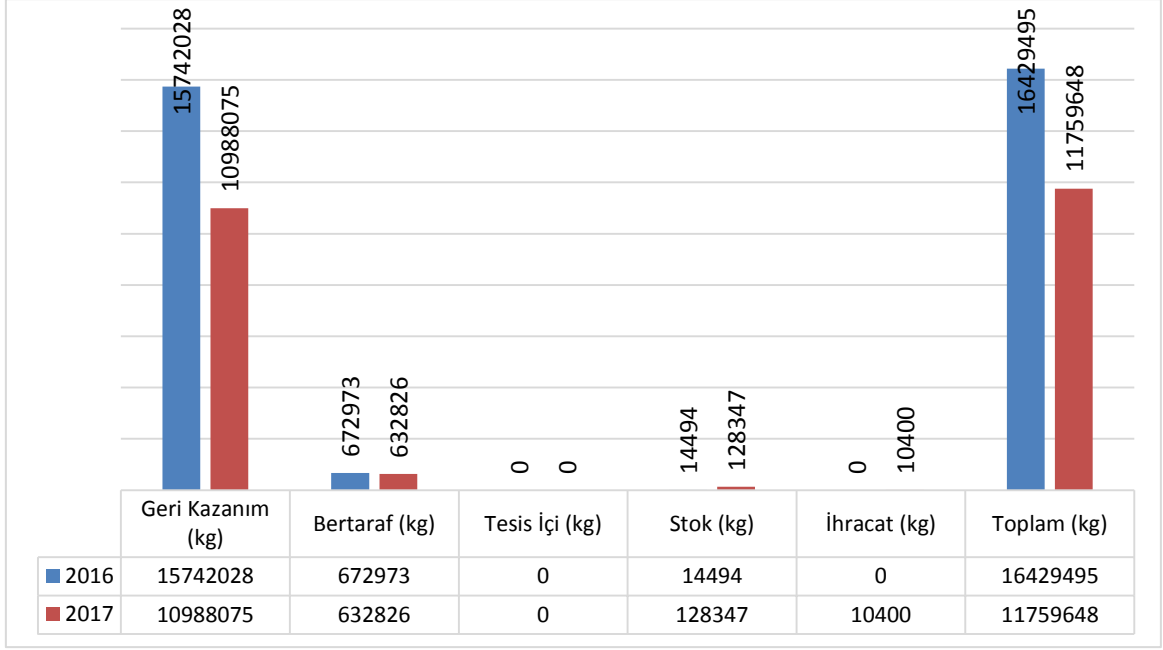 15742028
10988075
672973
632826
0
0
14494
128347
0
10400
16429495
11759648
Geri Kazanım
(kg)
Bertaraf (kg)
Tesis İçi (kg)
Stok (kg)
İhracat (kg)
Toplam (kg)
2016 15742028 672973 0 14494 0 16429495
2017 10988075 632826 0 128347 10400 11759648